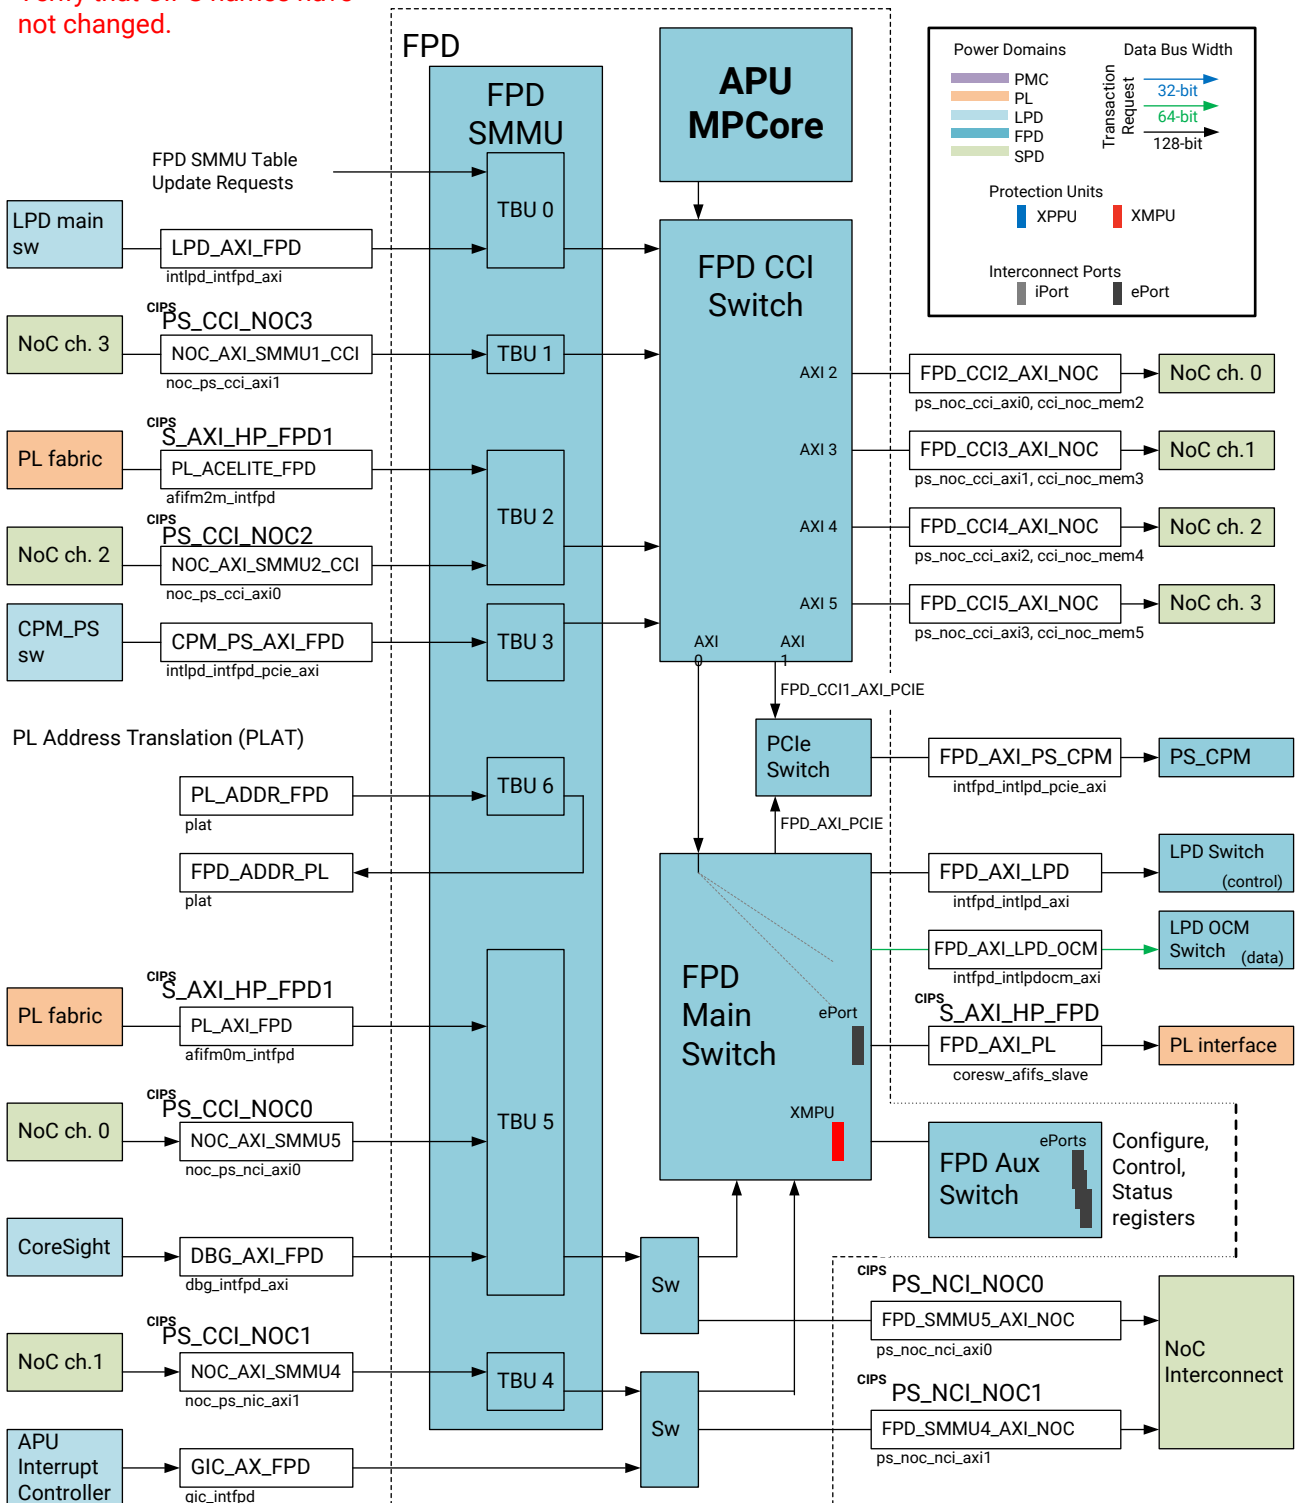 not changed.
FPD
FPD
SMMU
APU
MPCore
Power Domains
PMC
PL
LPD
FPD
SPD
Data Bus Width
Transaction
Request
32-bit
64-bit
128-bit
Protection Units
XPPU
XMPU
Interconnect Ports
iPort
ePort
FPD SMMU Table
Update Requests
TBU 0
LPD main
sw
LPD_AXI_FPD
intlpd_intfpd_axi
FPD CCI
Switch
CIPS
PS_CCI_NOC3
NoC ch. 3
NOC_AXI_SMMU1_CCI
noc_ps_cci_axi1
TBU 1
AXI 2
FPD_CCI2_AXI_NOC
ps_noc_cci_axi0, cci_noc_mem2
NoC ch. 0
CIPS
S_AXI_HP_FPD1
PL fabric
PL_ACELITE_FPD
afifm2m_intfpd
AXI 3
FPD_CCI3_AXI_NOC
ps_noc_cci_axi1, cci_noc_mem3
NoC ch.1
TBU 2
CIPS
PS_CCI_NOC2
NoC ch. 2
NOC_AXI_SMMU2_CCI
noc_ps_cci_axi0
AXI 4
FPD_CCI4_AXI_NOC
ps_noc_cci_axi2, cci_noc_mem4
NoC ch. 2
CPM_PS
sw
CPM_PS_AXI_FPD
intlpd_intfpd_pcie_axi
TBU 3
AXI 5
FPD_CCI5_AXI_NOC
ps_noc_cci_axi3, cci_noc_mem5
NoC ch. 3
AXI
0
AXI
1
FPD_CCI1_AXI_PCIE
PL Address Translation (PLAT)
PCIe
Switch
FPD_AXI_PS_CPM
intfpd_intlpd_pcie_axi
PS_CPM
PL_ADDR_FPD
plat
TBU 6
FPD_AXI_PCIE
FPD_ADDR_PL
plat
FPD_AXI_LPD
intfpd_intlpd_axi
LPD Switch
(control)
FPD_AXI_LPD_OCM
intfpd_intlpdocm_axi
LPD OCM
Switch
(data)
FPD
Main
Switch
ePort
XMPU
CIPS
S_AXI_HP_FPD1
PL fabric
PL_AXI_FPD
afifm0m_intfpd
CIPS
S_AXI_HP_FPD
FPD_AXI_PL
coresw_afifs_slave
PL interface
CIPS
PS_CCI_NOC0
NoC ch. 0
NOC_AXI_SMMU5
noc_ps_nci_axi0
TBU 5
ePorts
FPD Aux
Switch
Configure,
Control,
Status
registers
CoreSight
DBG_AXI_FPD
dbg_intfpd_axi
Sw
CIPS
PS_NCI_NOC0
FPD_SMMU5_AXI_NOC
ps_noc_nci_axi0
NoC
Interconnect
CIPS
PS_CCI_NOC1
NoC ch.1
NOC_AXI_SMMU4
noc_ps_nic_axi1
TBU 4
Sw
CIPS
PS_NCI_NOC1
FPD_SMMU4_AXI_NOC
ps_noc_nci_axi1
APU
Interrupt
Controller
GIC_AX_FPD
gic_intfpd